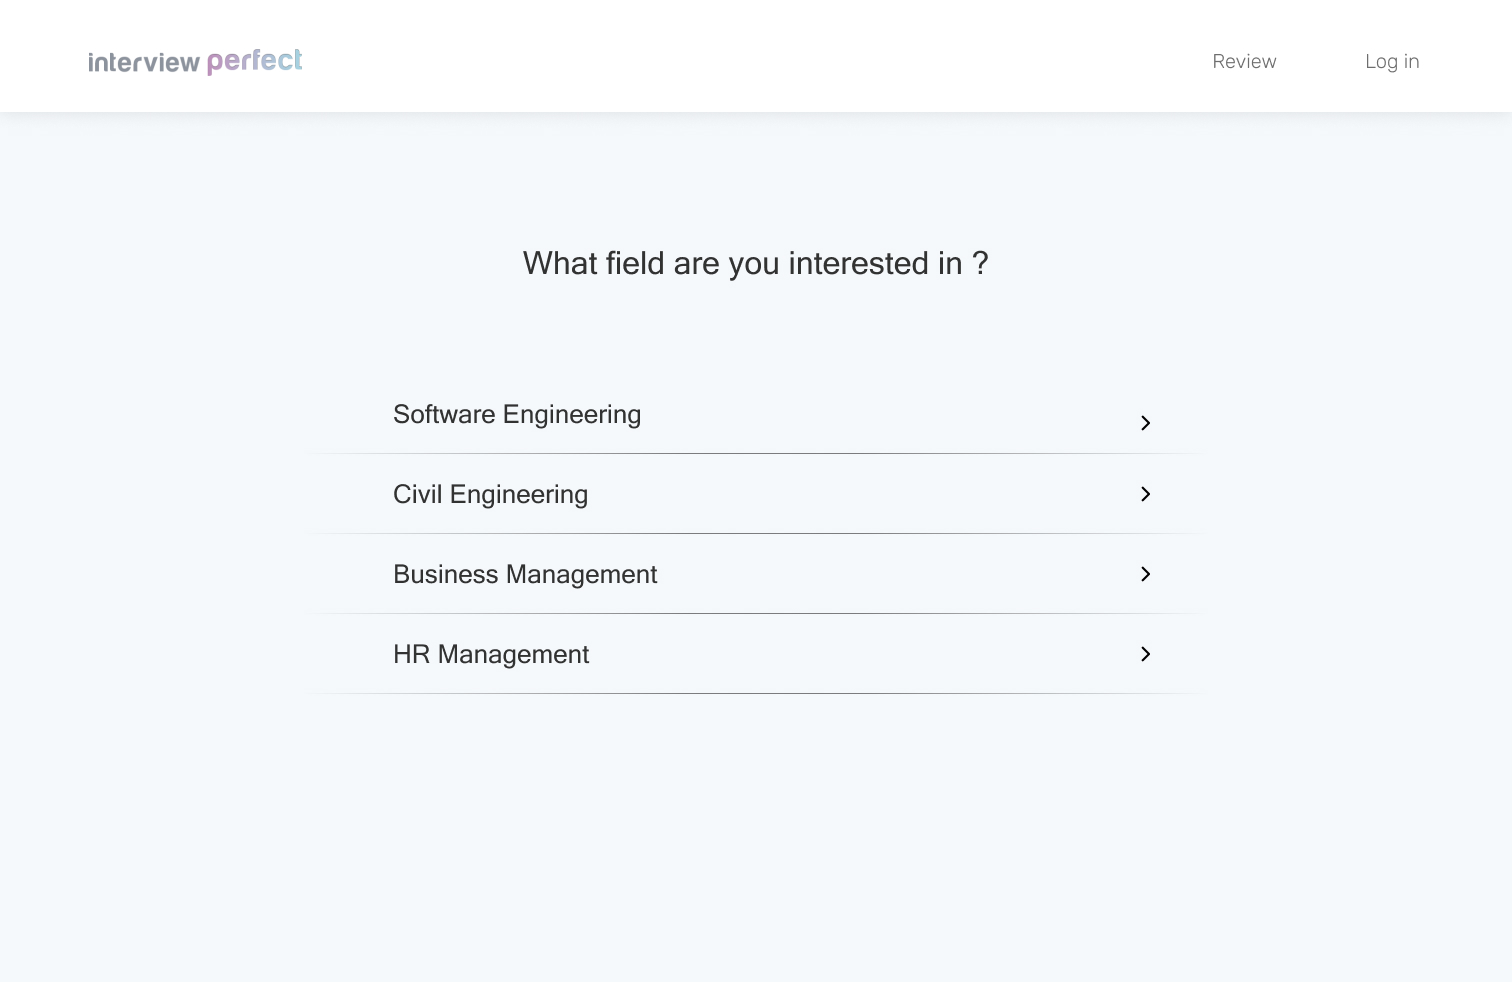 interview perfect
Review
Log in
What field are you interested in ?
Software Engineering
Civil Engineering
Business Management
HR Management